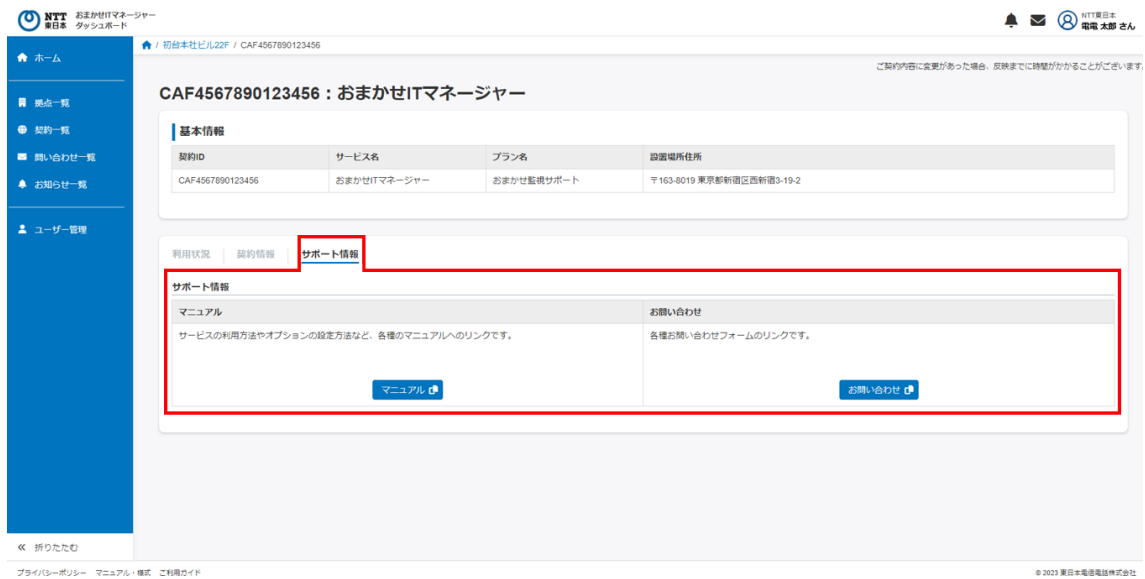 NTT おまかせITマネージャー
東日本 ダッシュボード
NTT東日本
電電 太郎 さん
ホーム
/ 初台本社ビル22F / CAF4567890123456
ご契約内容に変更があった場合、反映までに時間がかかることがございます。
拠点一覧
契約一覧
問い合わせ一覧
お知らせ一覧
ユーザー管理
CAF4567890123456：おまかせITマネージャー
基本情報
契約ID サービス名 プラン名 設置場所住所
CAF4567890123456 おまかせITマネージャー おまかせ監視サポート 〒163-8019 東京都新宿区西新宿3-19-2
利用状況 契約情報 サポート情報
サポート情報
マニュアル お問い合わせ
サービスの利用方法やオプションの設定方法など、各種のマニュアルへのリンクです。 各種お問い合わせフォームのリンクです。
マニュアル お問い合わせ
折りたたむ
プライバシーポリシー マニュアル・様式 ご利用ガイド
© 2023 東日本電信電話株式会社